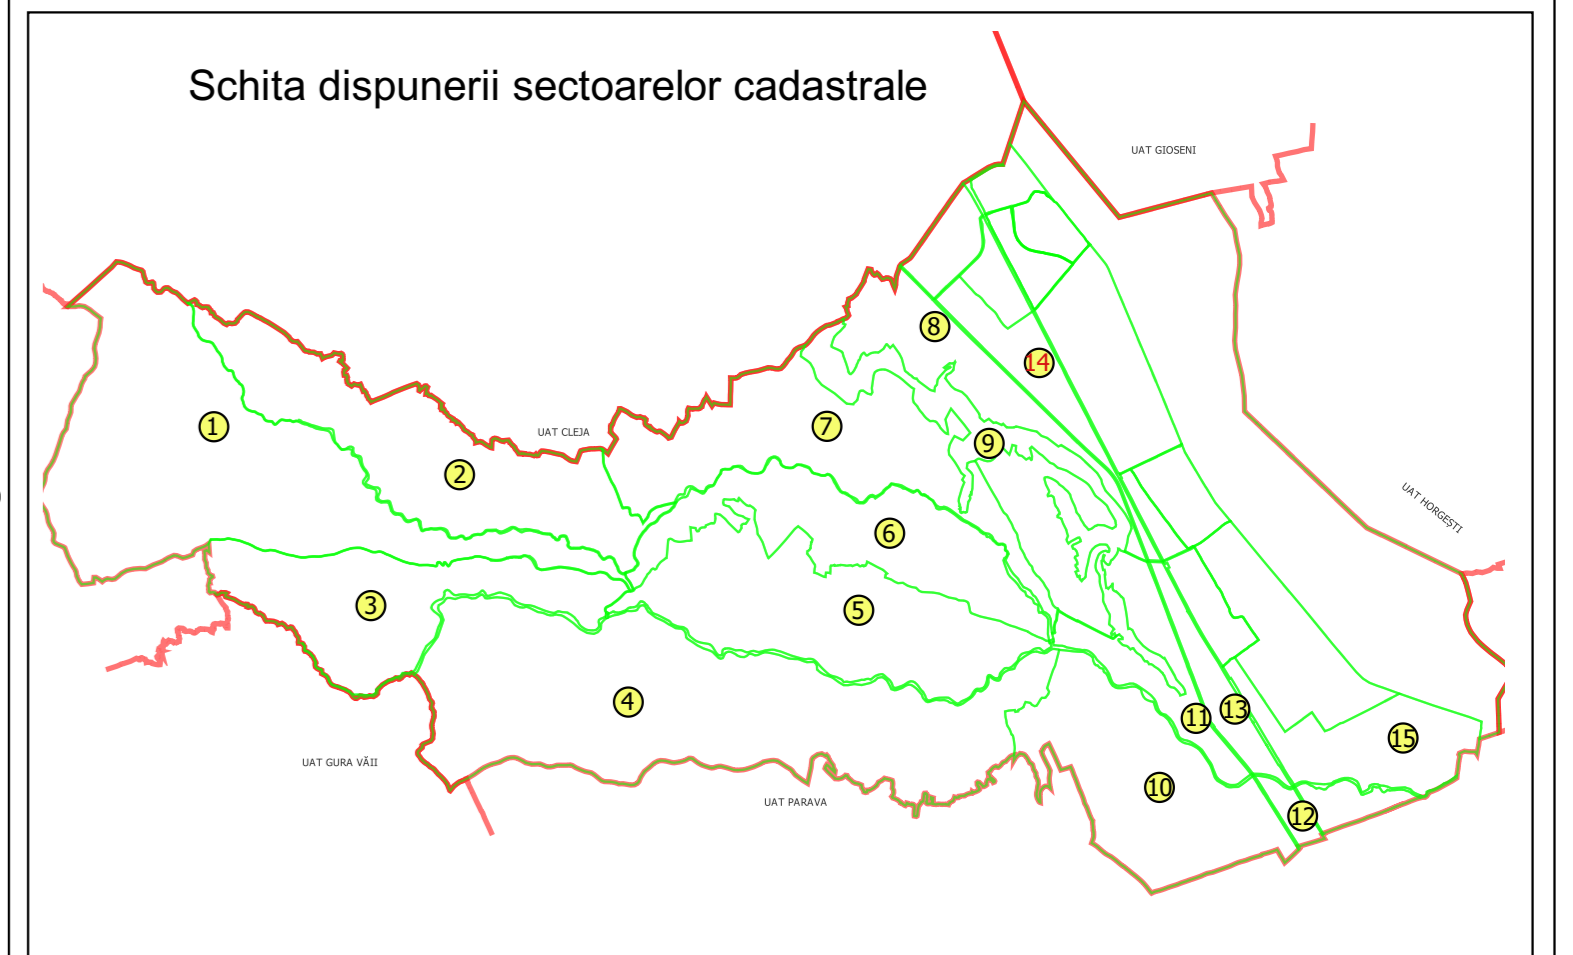 Schita dispunerii sectoarelor cadastrale
UAT GIOSENI
8
14
1
7
UAT CLEJA
9
2
UAT HORGEȘTI
6
3
5
4
11
13
15
UAT GURA VĂII
10
UAT PARAVA
12